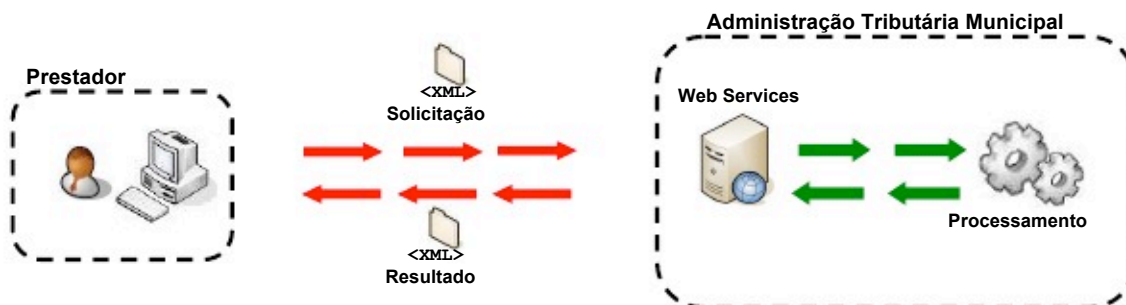 Administração Tributária Municipal
Prestador
<XML>
Solicitação
Web Services
Processamento
<XML>
Resultado